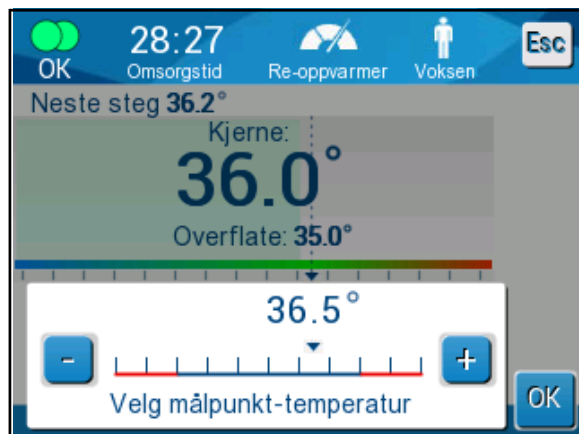 OK
28:27
Omsorgstid
Re-oppvarmer
Voksen
Esc
Neste steg 36.2°
Kjerne:
36.0°
Overflate: 35.0°
36.5°
- +
Velg målpunkt-temperatur
OK